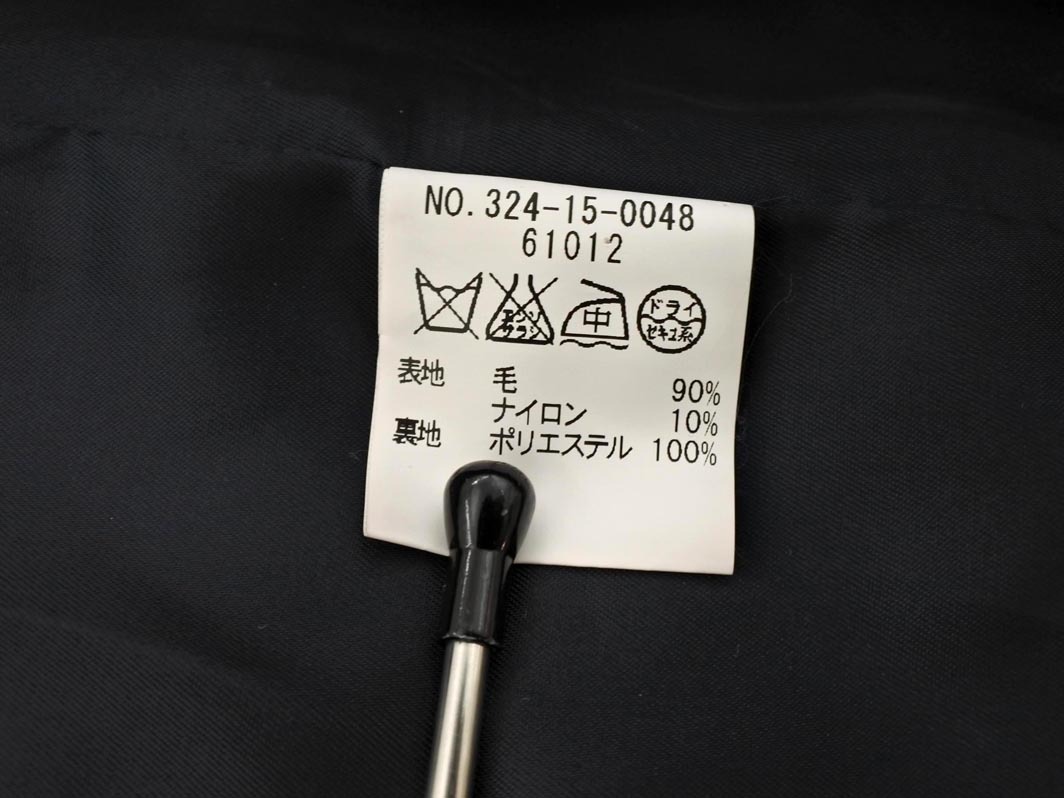 NO. 324-15-0048
61012
エンソ
サラシ
中
ドライ
セキユ系
表地 毛 90%
ナイロン 10%
裏地 ポリエステル 100%